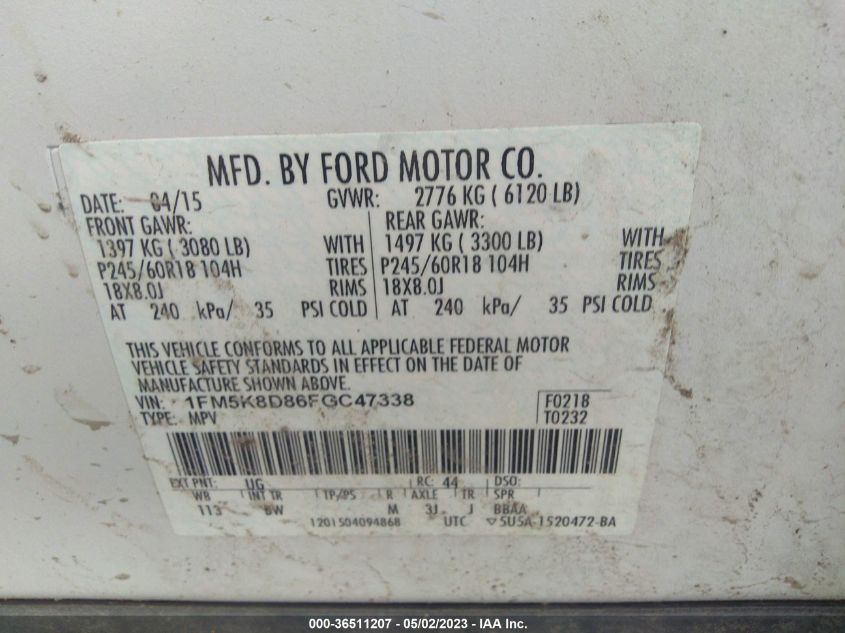 MFD. BY FORD MOTOR CO.
DATE: 04/15 GVWR: 2776 KG ( 6120 LB)
FRONT GAWR: REAR GAWR:
1397 KG ( 3080 LB) WITH 1497 KG ( 3300 LB) WITH
P245/60R18 104H TIRES P245/60R18 104H TIRES
18X8.0J RIMS 18X8.0J RIMS
AT 240 kPa/ 35 PSI COLD AT 240 kPa/ 35 PSI COLD
THIS VEHICLE CONFORMS TO ALL APPLICABLE FEDERAL MOTOR
VEHICLE SAFETY STANDARDS IN EFFECT ON THE DATE OF
MANUFACTURE SHOWN ABOVE.
VIN: 1FM5K8D86FGC47338 F0218
TYPE: MPV T0232
EXT PNT: UG RC: 44 DSO:
WB INT TR TP/PS R AXLE TR SPR
113 BW M 3J J BBAA
1201504094868 UTC ▽5U5A-1520472-BA
000-36511207 - 05/02/2023 - IAA Inc.